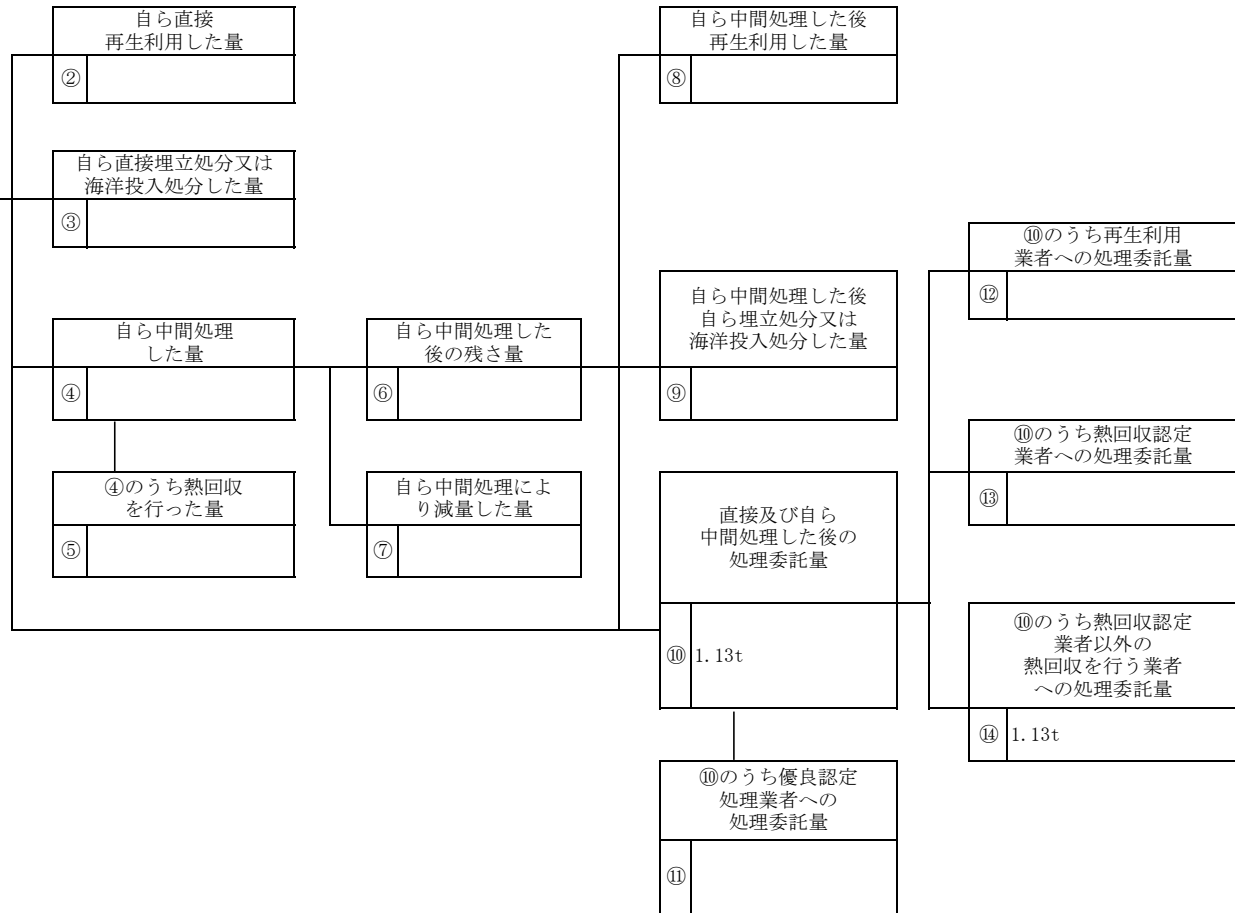 自ら直接
再生利用した量
②
自ら中間処理した後
再生利用した量
⑧
自ら直接埋立処分又は
海洋投入処分した量
③
⑩のうち再生利用
業者への処理委託量
⑫
自ら中間処理
した量
④
自ら中間処理した
後の残さ量
⑥
自ら中間処理した後
自ら埋立処分又は
海洋投入処分した量
⑨
⑩のうち熱回収認定
業者への処理委託量
⑬
④のうち熱回収
を行った量
⑤
自ら中間処理によ
り減量した量
⑦
直接及び自ら
中間処理した後の
処理委託量
⑩ 1.13t
⑩のうち熱回収認定
業者以外の
熱回収を行う業者
への処理委託量
⑭ 1.13t
⑩のうち優良認定
処理業者への
処理委託量
⑪